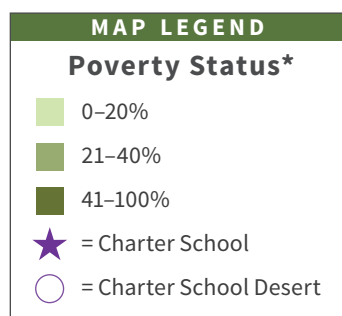 MAP LEGEND
Poverty Status*
0–20%
21–40%
41–100%
= Charter School
= Charter School Desert